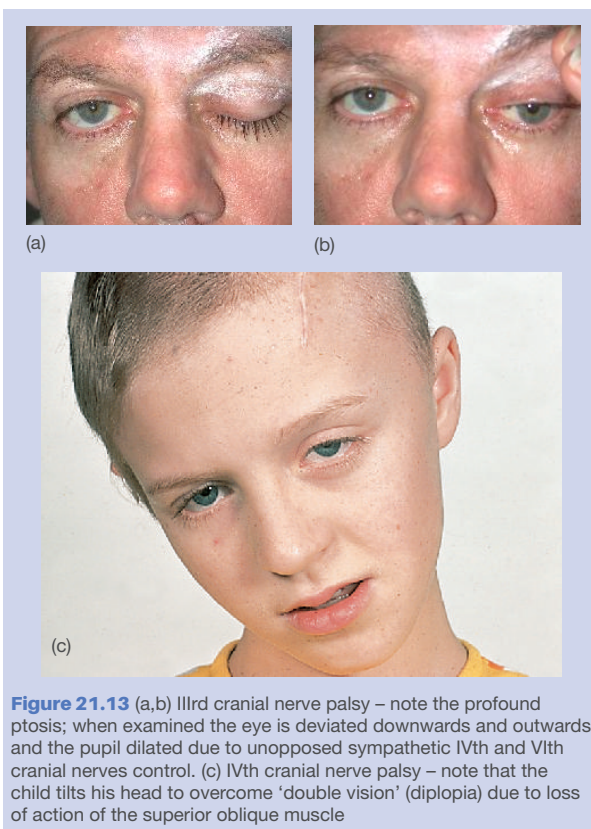 (a)
(b)
(c)
Figure 21.13 (a,b) IIIrd cranial nerve palsy – note the profound
ptosis; when examined the eye is deviated downwards and outwards
and the pupil dilated due to unopposed sympathetic IVth and VIth
cranial nerves control. (c) IVth cranial nerve palsy – note that the
child tilts his head to overcome ‘double vision’ (diplopia) due to loss
of action of the superior oblique muscle